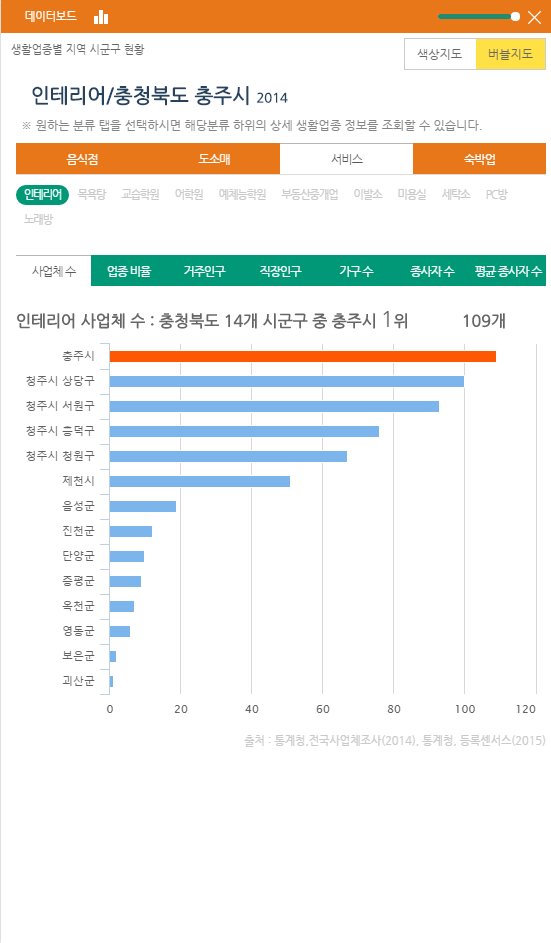 데이터보드
생활업종별 지역 시군구 현황
색상지도 버블지도
인테리어/충청북도 충주시 2014
※ 원하는 분류 탭을 선택하시면 해당분류 하위의 상세 생활업종 정보를 조회할 수 있습니다.
음식점 도소매 서비스 숙박업
인테리어 목욕탕 교습학원 어학원 예체능학원 부동산중개업 이발소 미용실 세탁소 PC방
노래방
사업체 수 업종 비율 거주인구 직장인구 가구 수 종사자 수 평균 종사자 수
인테리어 사업체 수 : 충청북도 14개 시군구 중 충주시 1위 109개
충주시
청주시 상당구
청주시 서원구
청주시 흥덕구
청주시 청원구
제천시
음성군
진천군
단양군
증평군
옥천군
영동군
보은군
괴산군
0 20 40 60 80 100 120
출처 : 통계청,전국사업체조사(2014), 통계청, 등록센서스(2015)